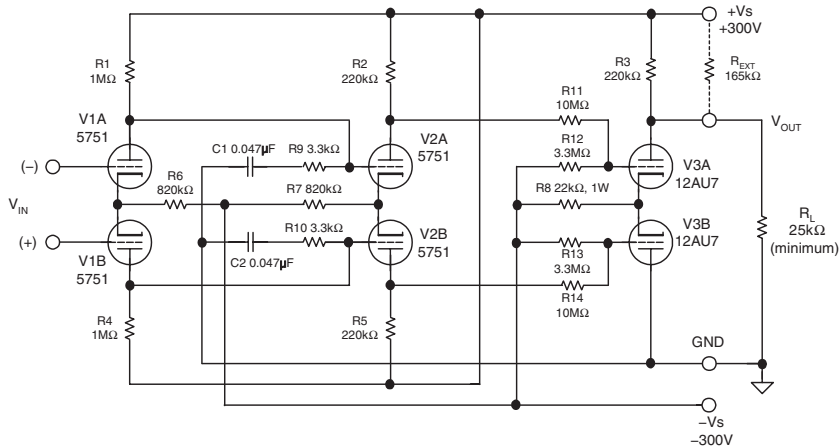 +Vs
+300V
R1
1MΩ
R2
220kΩ
R3
220kΩ
R_EXT
165kΩ
R11
10MΩ
V1A
5751
V2A
5751
V_OUT
C1 0.047μF
R9 3.3kΩ
R12
3.3MΩ
V3A
12AU7
(−)
R6
820kΩ
R7 820kΩ
R8 22kΩ, 1W
V_IN
R_L
25kΩ
(minimum)
(+)
R10 3.3kΩ
V2B
5751
V3B
12AU7
V1B
5751
C2 0.047μF
R13
3.3MΩ
R14
10MΩ
R4
1MΩ
R5
220kΩ
GND
−Vs
−300V